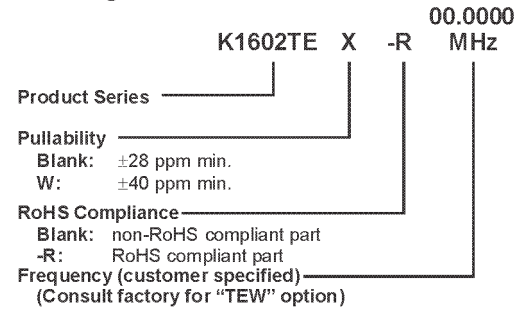 00.0000
K1602TE X -R MHz
Product Series
Pullability
Blank: ±28 ppm min.
W: ±40 ppm min.
RoHS Compliance
Blank: non-RoHS compliant part
-R: RoHS compliant part
Frequency (customer specified)
(Consult factory for “TEW” option)